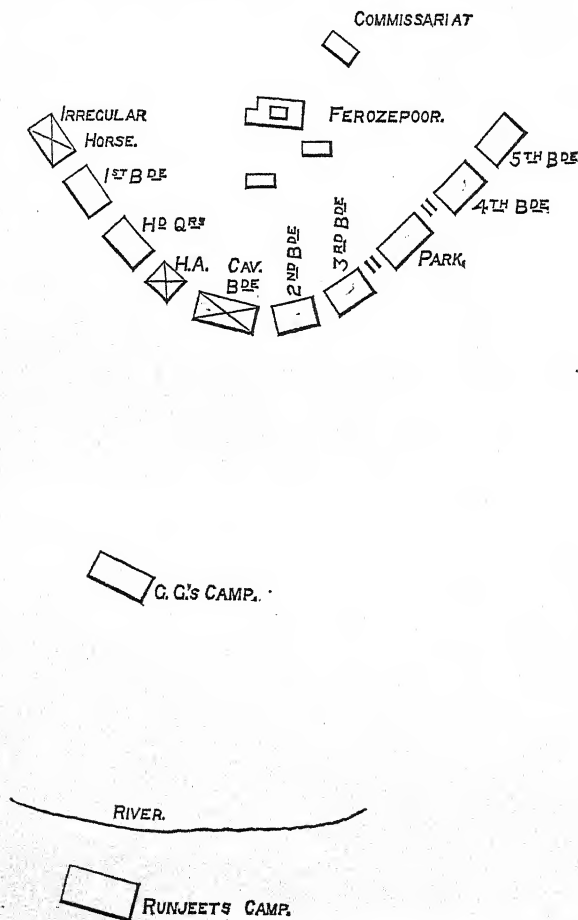 COMMISSARIAT
FEROZEPOOR.
IRREGULAR
HORSE.
1ST BDE
HD QRS
H.A.
CAV.
BDE
2ND BDE
3RD BDE
PARK,
4TH BDE.
5TH BDE
G. G.'s CAMP.
RIVER.
RUNJEETS CAMP.